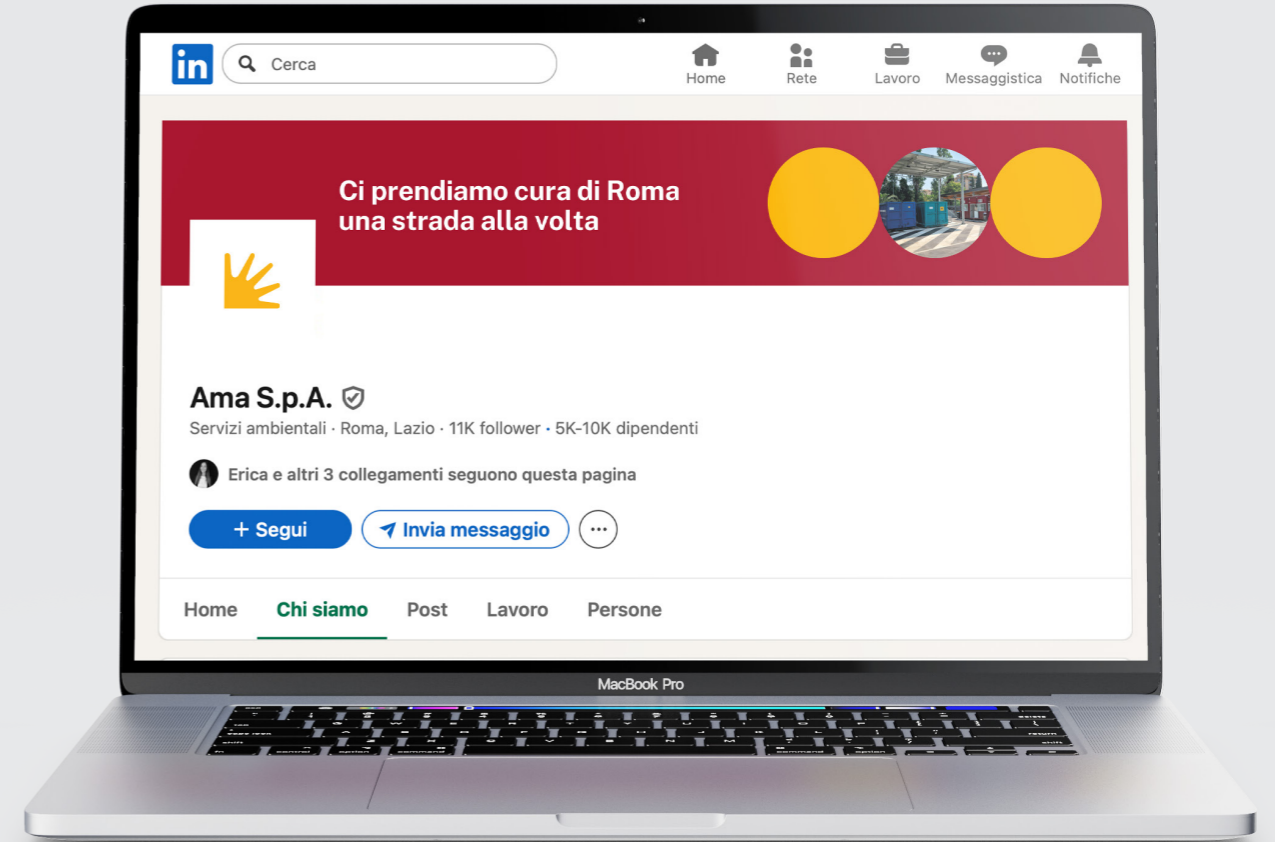 in
Cerca
Home
Rete
Lavoro
Messaggistica
Notifiche
Ci prendiamo cura di Roma
una strada alla volta
Ama S.p.A.
Servizi ambientali · Roma, Lazio · 11K follower · 5K-10K dipendenti
Erica e altri 3 collegamenti seguono questa pagina
+ Segui
Invia messaggio
Home
Chi siamo
Post
Lavoro
Persone
MacBook Pro